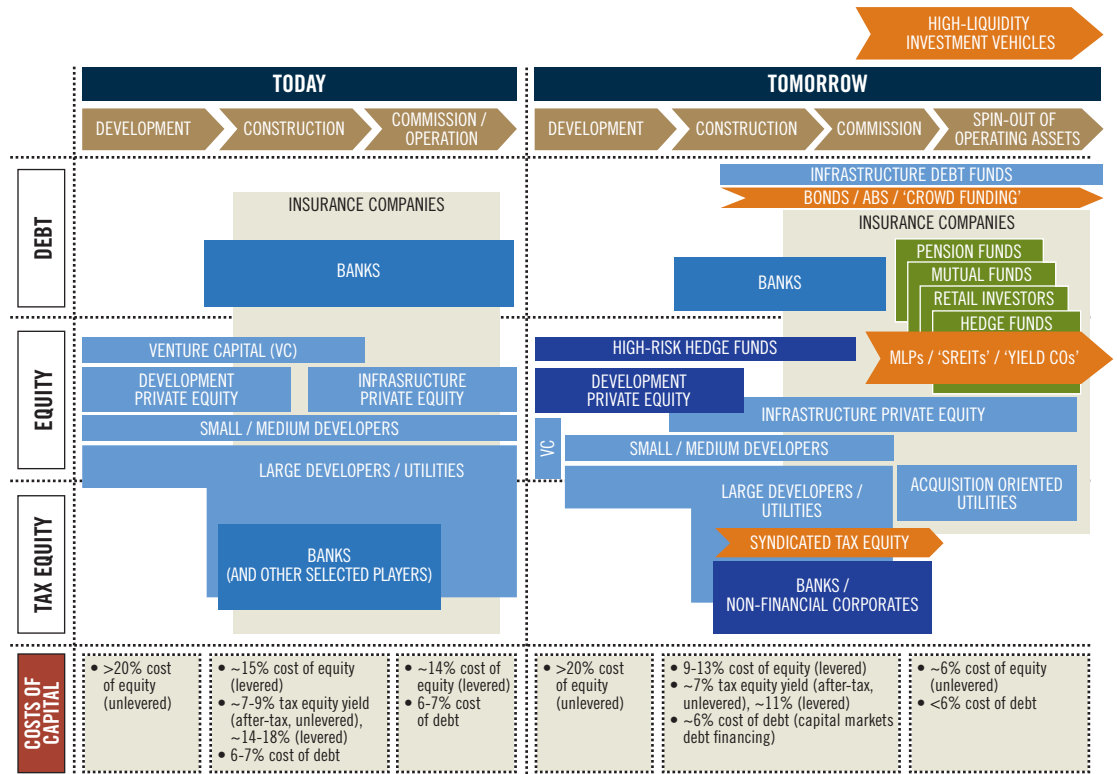 HIGH-LIQUIDITY
INVESTMENT VEHICLES
TODAY
TOMORROW
DEVELOPMENT
CONSTRUCTION
COMMISSION /
OPERATION
DEVELOPMENT
CONSTRUCTION
COMMISSION
SPIN-OUT OF
OPERATING ASSETS
DEBT
INSURANCE COMPANIES
BANKS
INFRASTRUCTURE DEBT FUNDS
BONDS / ABS / ‘CROWD FUNDING’
INSURANCE COMPANIES
BANKS
PENSION FUNDS
MUTUAL FUNDS
RETAIL INVESTORS
HEDGE FUNDS
EQUITY
VENTURE CAPITAL (VC)
DEVELOPMENT
PRIVATE EQUITY
INFRASRUCTURE
PRIVATE EQUITY
SMALL / MEDIUM DEVELOPERS
LARGE DEVELOPERS / UTILITIES
HIGH-RISK HEDGE FUNDS
MLPs / ‘SREITs’ / ‘YIELD COs’
DEVELOPMENT
PRIVATE EQUITY
INFRASTRUCTURE PRIVATE EQUITY
VC
SMALL / MEDIUM DEVELOPERS
LARGE DEVELOPERS /
UTILITIES
ACQUISITION ORIENTED
UTILITIES
TAX EQUITY
BANKS
(AND OTHER SELECTED PLAYERS)
SYNDICATED TAX EQUITY
BANKS /
NON-FINANCIAL CORPORATES
COSTS OF
CAPITAL
• >20% cost
of equity
(unlevered)
• ~15% cost of equity
(levered)
• ~7-9% tax equity yield
(after-tax, unlevered),
~14-18% (levered)
• 6-7% cost of debt
• ~14% cost of
equity (levered)
• 6-7% cost
of debt
• >20% cost
of equity
(unlevered)
• 9-13% cost of equity (levered)
• ~7% tax equity yield (after-tax,
unlevered), ~11% (levered)
• ~6% cost of debt (capital markets
debt financing)
• ~6% cost of equity
(unlevered)
• <6% cost of debt